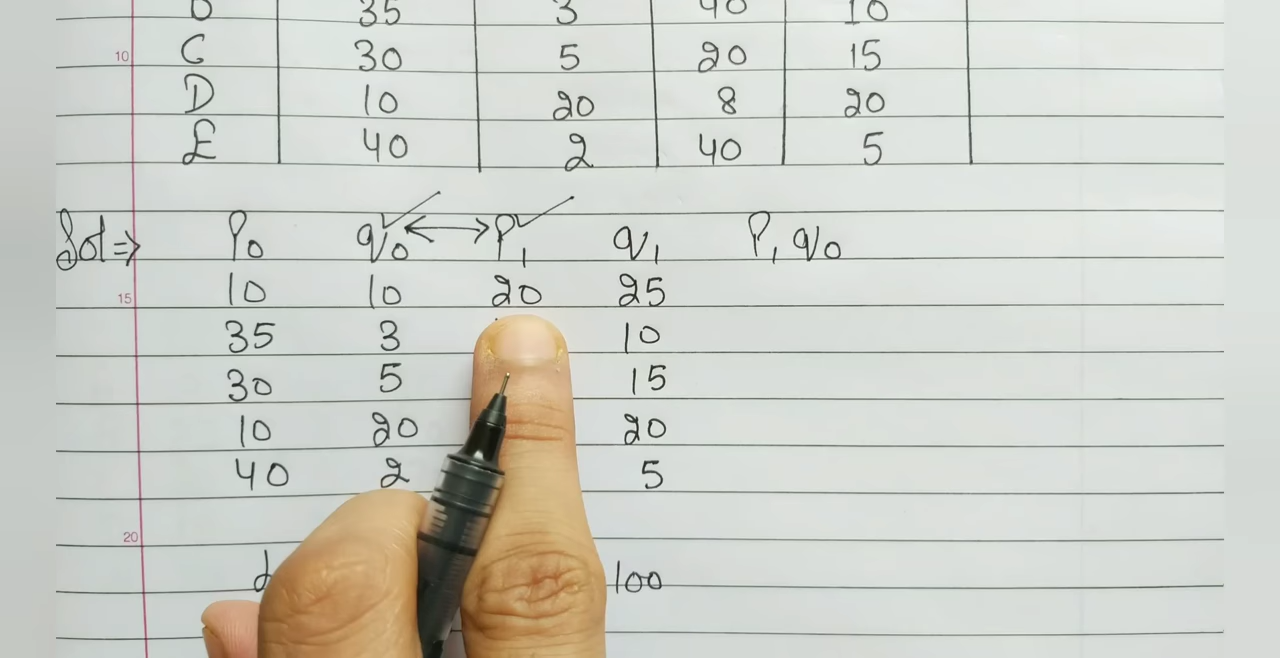 35 3 40 10
10 C 30 5 20 15
D 10 20 8 20
E 40 2 40 5
Sol => P₀ q₀ ↔ P₁ q₁ P₁ q₀
15 10 10 20 25
35 3 10
30 5 15
10 20 20
40 2 5
20
100